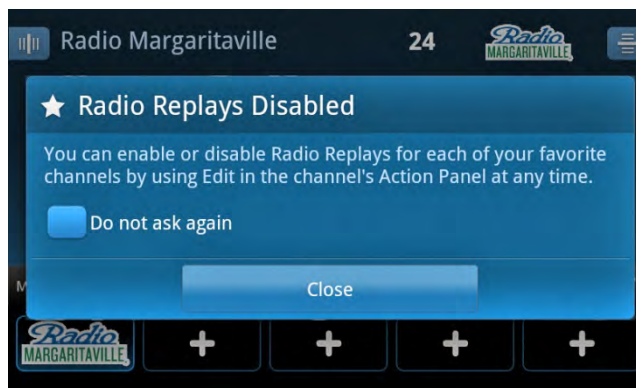 Radio Margaritaville
24
Radio
MARGARITAVILLE
Radio Replays Disabled
You can enable or disable Radio Replays for each of your favorite
channels by using Edit in the channel's Action Panel at any time.
Do not ask again
Close
M
Radio
MARGARITAVILLE